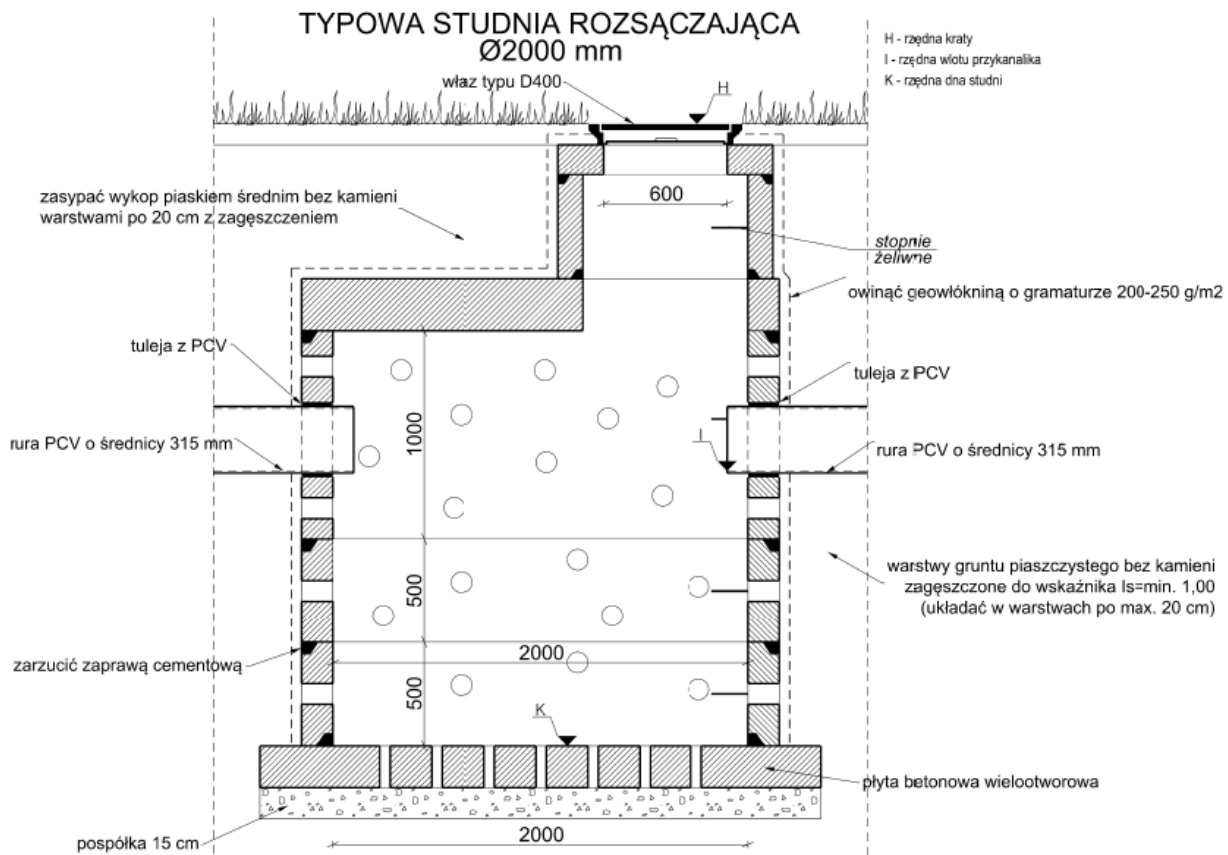 TYPOWA STUDNIA ROZSĄCZAJĄCA
Ø2000 mm
H - rzędna kraty
I - rzędna wlotu przykanalika
K - rzędna dna studni
właz typu D400
H
zasypać wykop piaskiem średnim bez kamieni
warstwami po 20 cm z zagęszczeniem
600
stopnie
żeliwne
owinąć geowłókniną o gramaturze 200-250 g/m2
tuleja z PCV
tuleja z PCV
1000
rura PCV o średnicy 315 mm
I
rura PCV o średnicy 315 mm
500
warstwy gruntu piaszczystego bez kamieni
zagęszczone do wskaźnika Is=min. 1,00
(układać w warstwach po max. 20 cm)
zarzucić zaprawą cementową
2000
500
K
płyta betonowa wielootworowa
pospółka 15 cm
2000